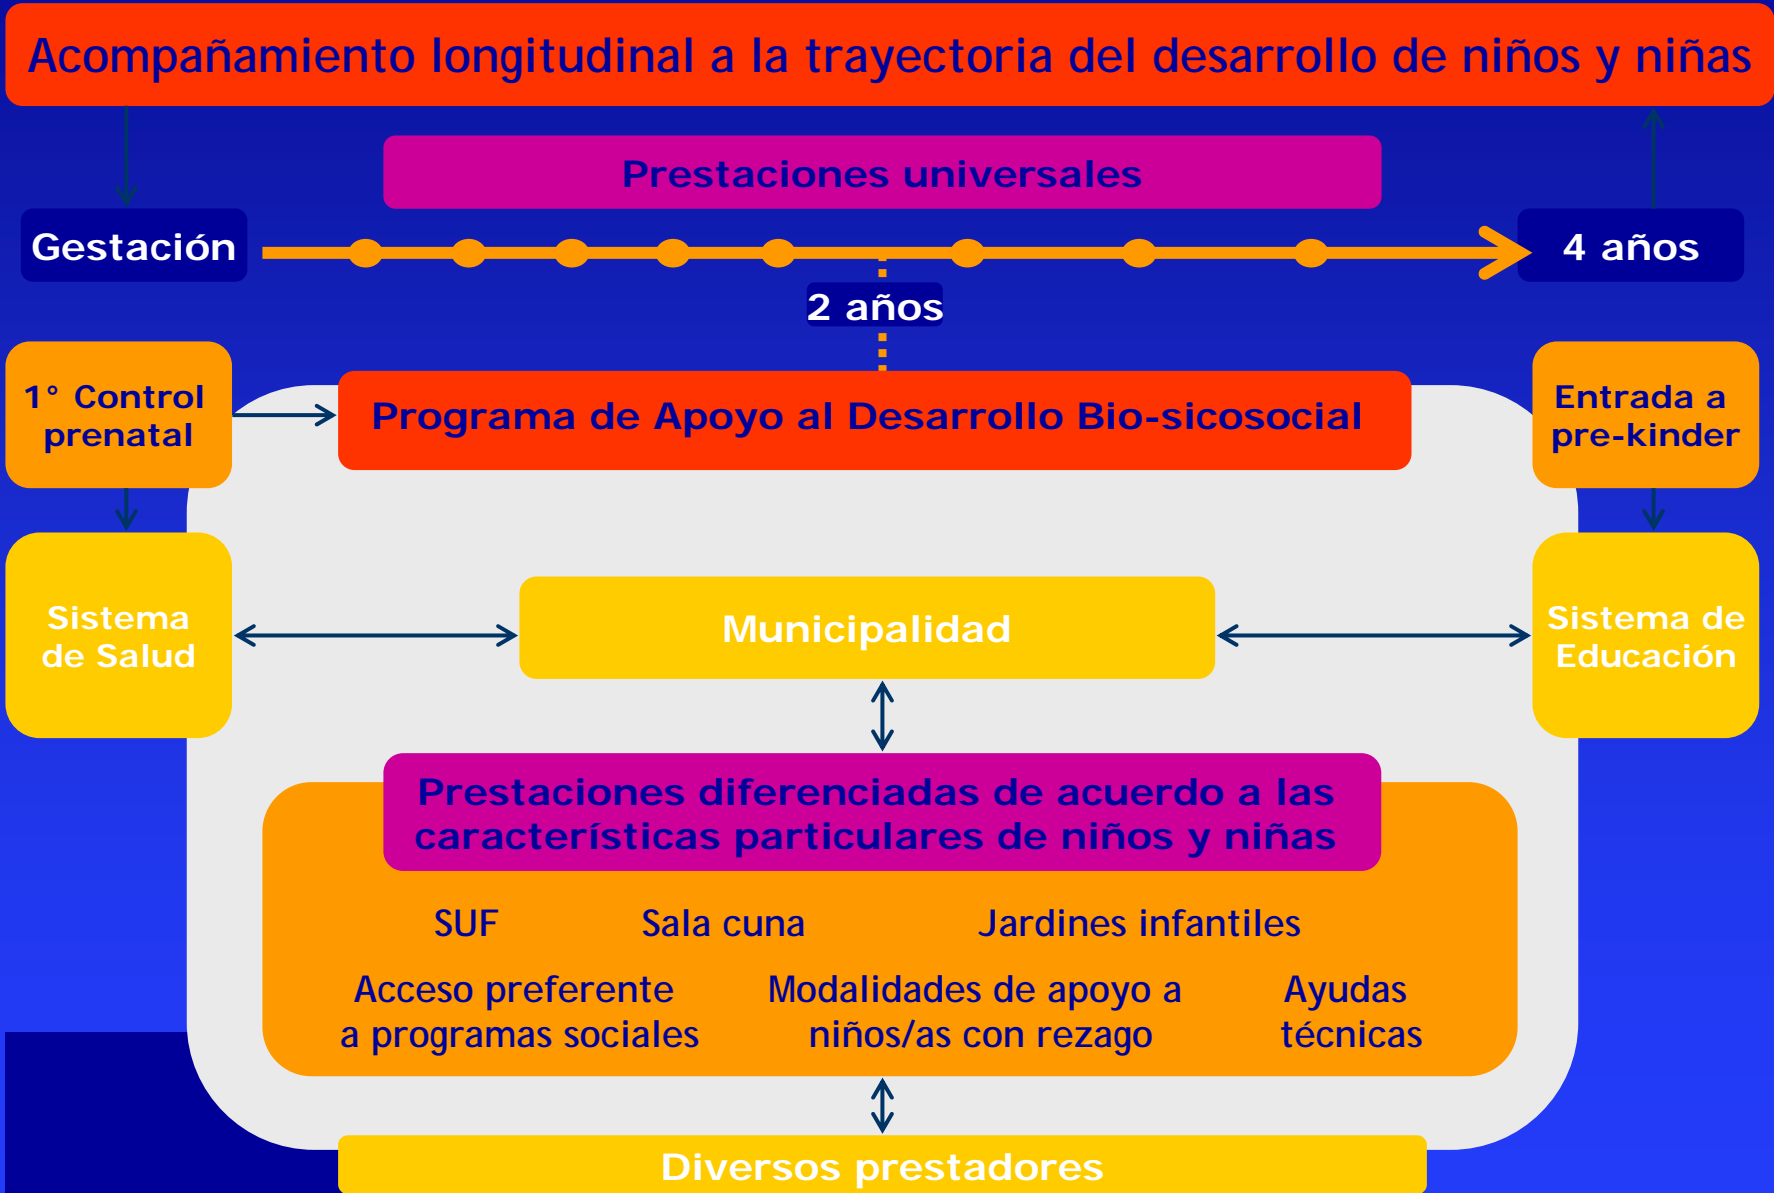 Acompañamiento longitudinal a la trayectoria del desarrollo de niños y niñas
Prestaciones universales
Gestación
4 años
2 años
1° Control
prenatal
Programa de Apoyo al Desarrollo Bio-sicosocial
Entrada a
pre-kinder
Sistema
de Salud
Municipalidad
Sistema de
Educación
Prestaciones diferenciadas de acuerdo a las
características particulares de niños y niñas
SUF
Sala cuna
Jardines infantiles
Acceso preferente
a programas sociales
Modalidades de apoyo a
niños/as con rezago
Ayudas
técnicas
Diversos prestadores